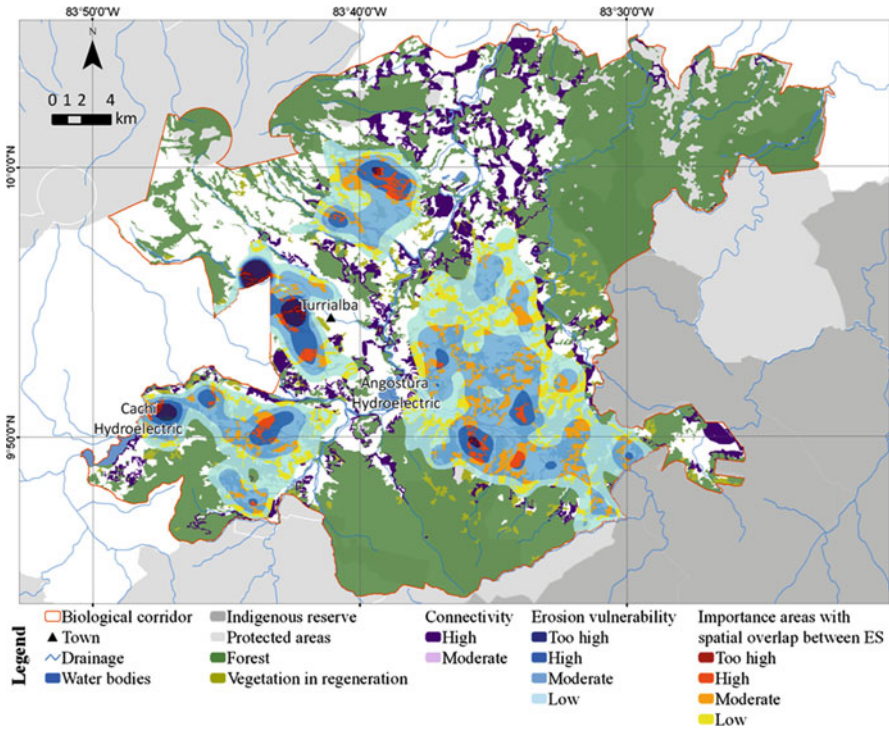 83°50'0"W 83°40'0"W 83°30'0"W
N
0 1 2 4
km
10°0'0"N
Turrialba
Angostura
Hydroelectric
Cachi
Hydroelectric
9°50'0"N
Legend
Biological corridor
Town
Drainage
Water bodies
Indigenous reserve
Protected areas
Forest
Vegetation in regeneration
Connectivity
High
Moderate
Erosion vulnerability
Too high
High
Moderate
Low
Importance areas with
spatial overlap between ES
Too high
High
Moderate
Low